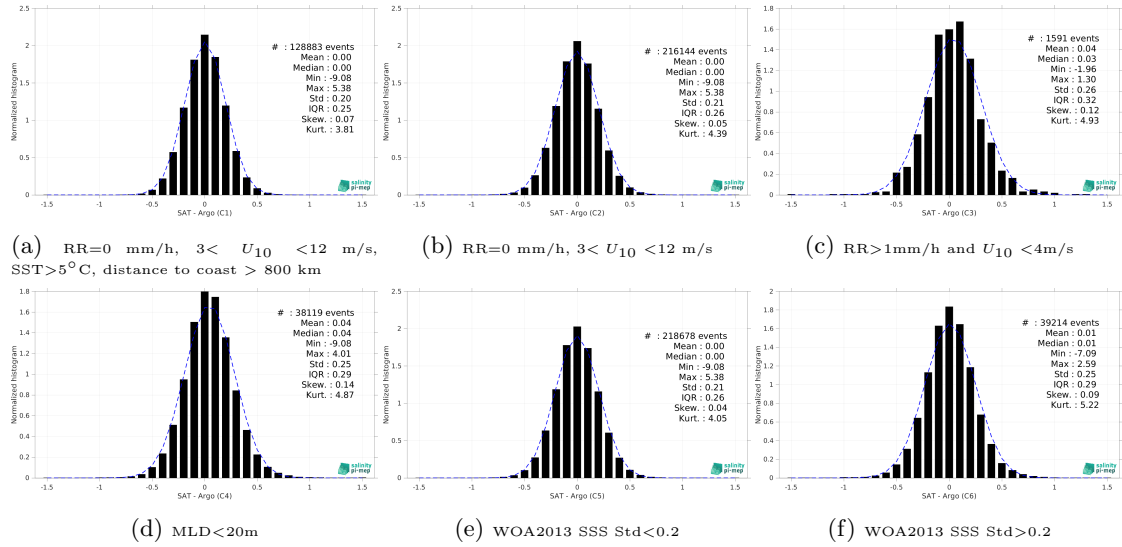 2.5
2
1.5
1
0.5
0
Normalized histogram
# : 128883 events
Mean : 0.00
Median : 0.00
Min : -9.08
Max : 5.38
Std : 0.20
IQR : 0.25
Skew. : 0.07
Kurt. : 3.81
salinity
pi-mep
-1.5 -1 -0.5 0 0.5 1 1.5
SAT - Argo (C1)
(a) RR=0 mm/h, 3< U10 <12 m/s,
SST>5°C, distance to coast > 800 km
2.5
2
1.5
1
0.5
0
Normalized histogram
# : 216144 events
Mean : 0.00
Median : 0.00
Min : -9.08
Max : 5.38
Std : 0.21
IQR : 0.26
Skew. : 0.05
Kurt. : 4.39
salinity
pi-mep
-1.5 -1 -0.5 0 0.5 1 1.5
SAT - Argo (C2)
(b) RR=0 mm/h, 3< U10 <12 m/s
1.8
1.6
1.4
1.2
1
0.8
0.6
0.4
0.2
0
Normalized histogram
# : 1591 events
Mean : 0.04
Median : 0.03
Min : -1.96
Max : 1.30
Std : 0.26
IQR : 0.32
Skew. : 0.12
Kurt. : 4.93
salinity
pi-mep
-1.5 -1 -0.5 0 0.5 1 1.5
SAT - Argo (C3)
(c) RR>1mm/h and U10 <4m/s
1.8
1.6
1.4
1.2
1
0.8
0.6
0.4
0.2
0
Normalized histogram
# : 38119 events
Mean : 0.04
Median : 0.04
Min : -9.08
Max : 4.01
Std : 0.25
IQR : 0.29
Skew. : 0.14
Kurt. : 4.87
salinity
pi-mep
-1.5 -1 -0.5 0 0.5 1 1.5
SAT - Argo (C4)
(d) MLD<20m
2.5
2
1.5
1
0.5
0
Normalized histogram
# : 218678 events
Mean : 0.00
Median : 0.00
Min : -9.08
Max : 5.38
Std : 0.21
IQR : 0.26
Skew. : 0.04
Kurt. : 4.05
salinity
pi-mep
-1.5 -1 -0.5 0 0.5 1 1.5
SAT - Argo (C5)
(e) WOA2013 SSS Std<0.2
2
1.8
1.6
1.4
1.2
1
0.8
0.6
0.4
0.2
0
Normalized histogram
# : 39214 events
Mean : 0.01
Median : 0.01
Min : -7.09
Max : 2.59
Std : 0.25
IQR : 0.29
Skew. : 0.09
Kurt. : 5.22
salinity
pi-mep
-1.5 -1 -0.5 0 0.5 1 1.5
SAT - Argo (C6)
(f) WOA2013 SSS Std>0.2